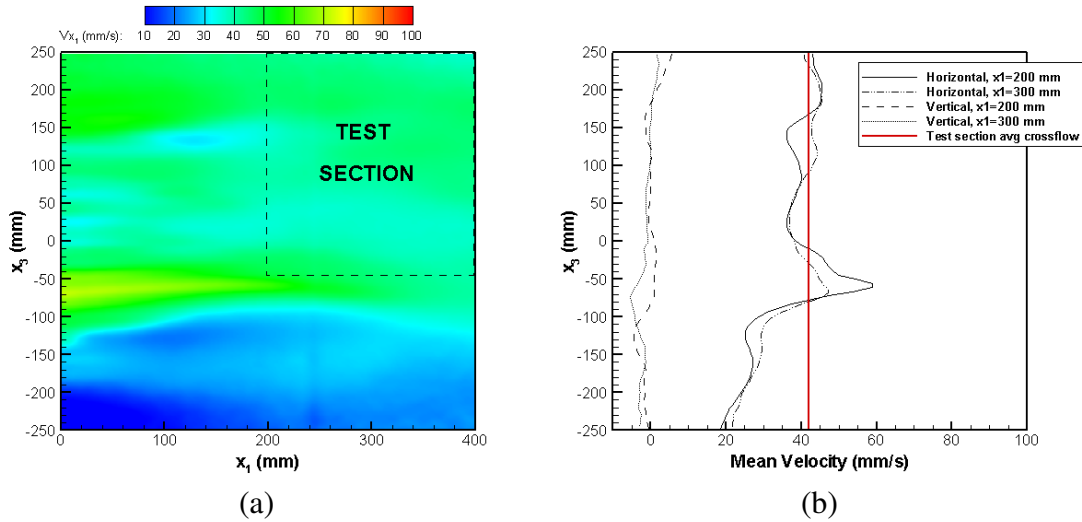 Vx1 (mm/s): 10 20 30 40 50 60 70 80 90 100
250
200
150
100
50
0
-50
-100
-150
-200
-250
x3 (mm)
TEST
SECTION
0 100 200 300 400
x1 (mm)
(a)
250
200
150
100
50
0
-50
-100
-150
-200
-250
x3 (mm)
Horizontal, x1=200 mm
Horizontal, x1=300 mm
Vertical, x1=200 mm
Vertical, x1=300 mm
Test section avg crossflow
0 20 40 60 80 100
Mean Velocity (mm/s)
(b)